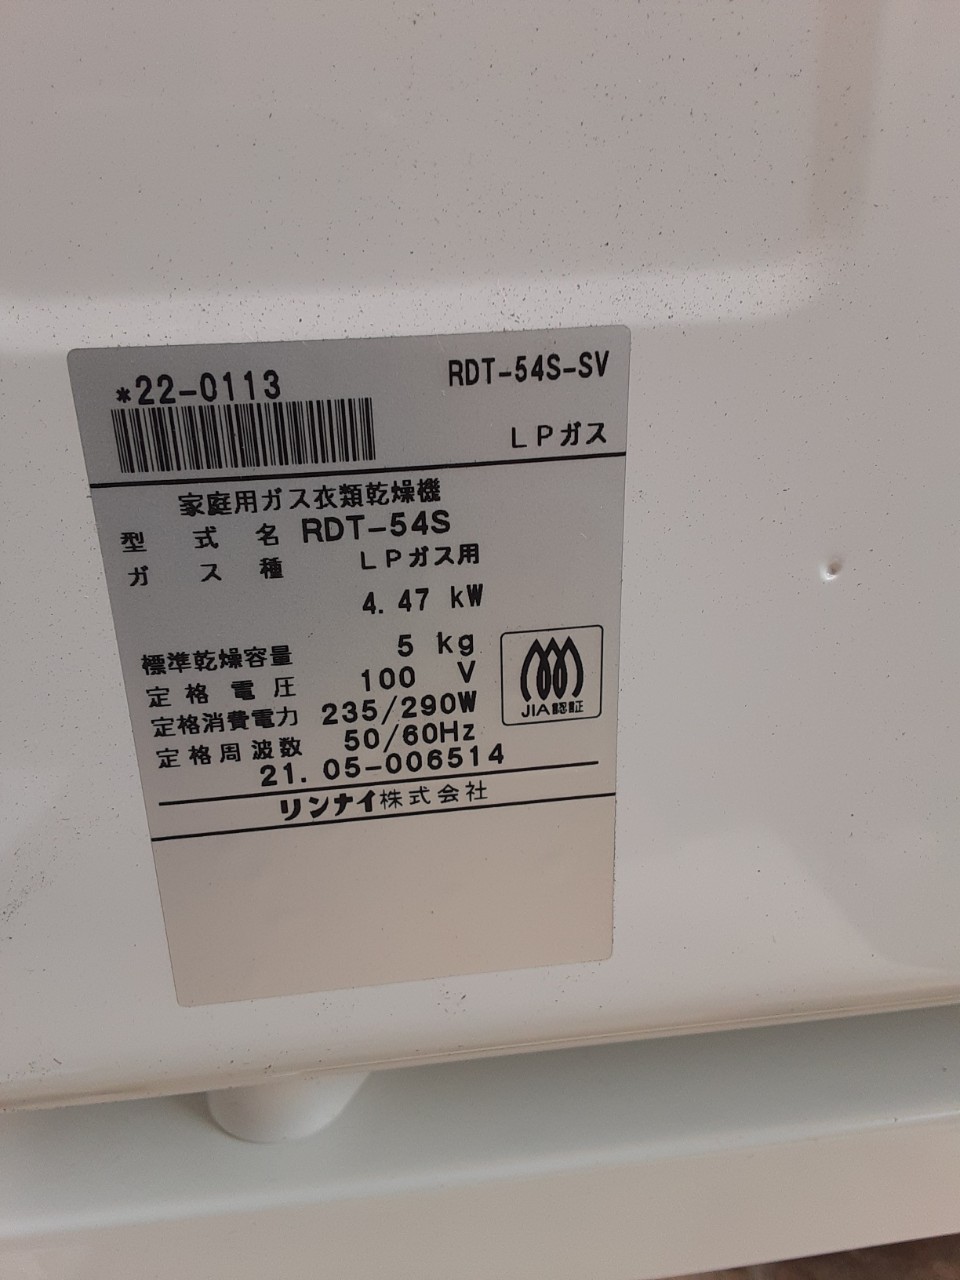 *22-0113
RDT-54S-SV
LPガス
家庭用ガス衣類乾燥機
型式名 RDT-54S
ガス種 LPガス用
4.47 kW
標準乾燥容量 5 kg
定格電圧 100 V
定格消費電力 235/290W
定格周波数 50/60Hz
21.05-006514
JIA認証
リンナイ株式会社